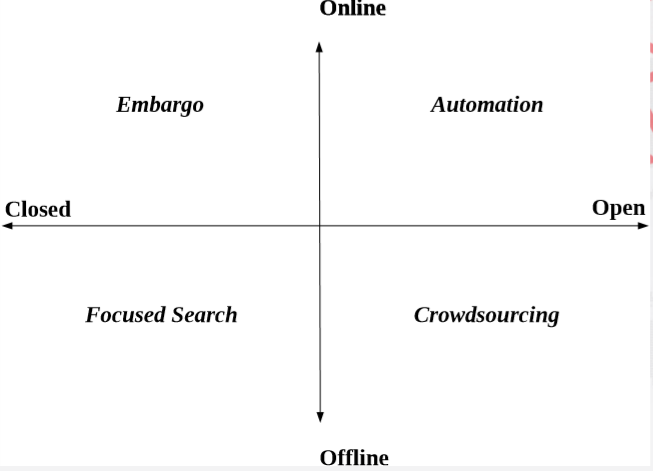 Online
Embargo Automation
Closed Open
Focused Search Crowdsourcing
Offline